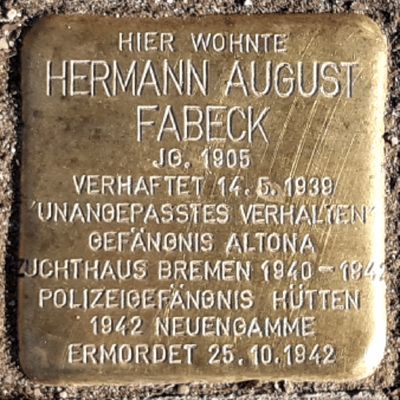 HIER WOHNTE
HERMANN AUGUST
FABECK
JG. 1905
VERHAFTET 14.5.1939
'UNANGEPASSTES VERHALTEN'
GEFÄNGNIS ALTONA
ZUCHTHAUS BREMEN 1940 – 1942
POLIZEIGEFÄNGNIS HÜTTEN
1942 NEUENGAMME
ERMORDET 25.10.1942